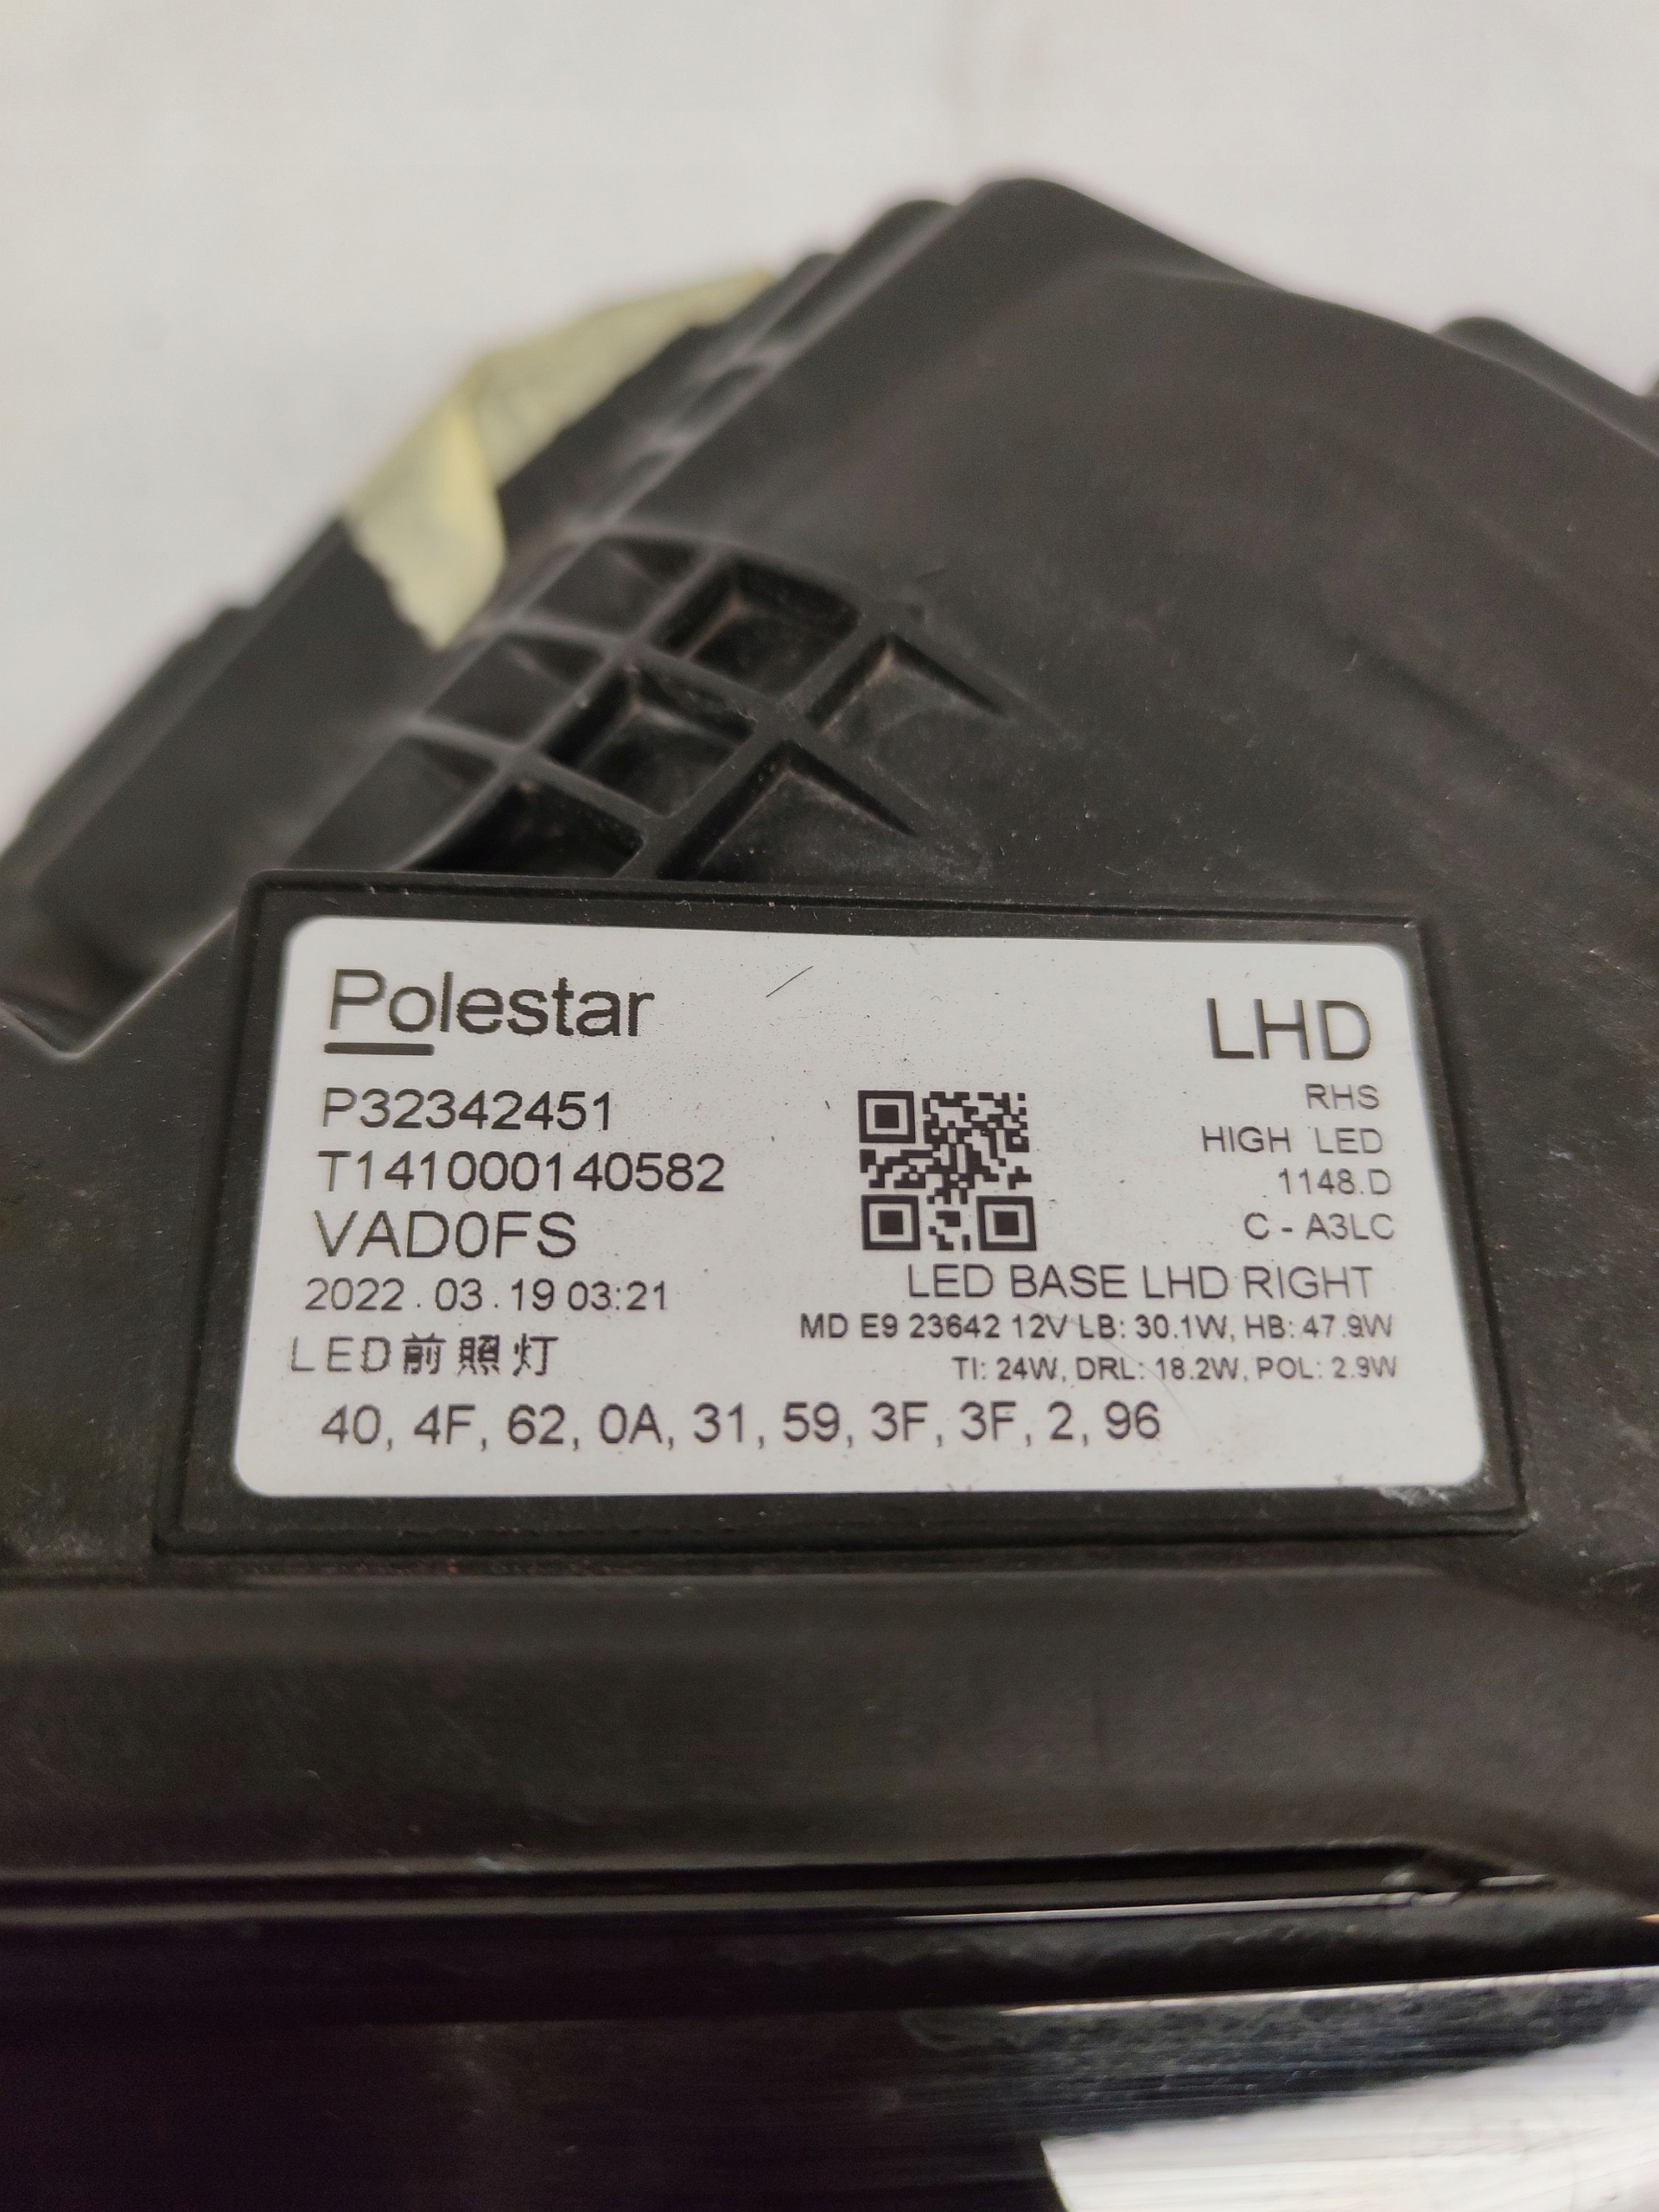 Polestar
LHD
P32342451
RHS
T141000140582
HIGH LED
1148.D
VAD0FS
C - A3LC
2022.03.19 03:21
LED BASE LHD RIGHT
LED前照灯
MD E9 23642 12V LB: 30.1W, HB: 47.9W
TI: 24W, DRL: 18.2W, POL: 2.9W
40, 4F, 62, 0A, 31, 59, 3F, 3F, 2, 96